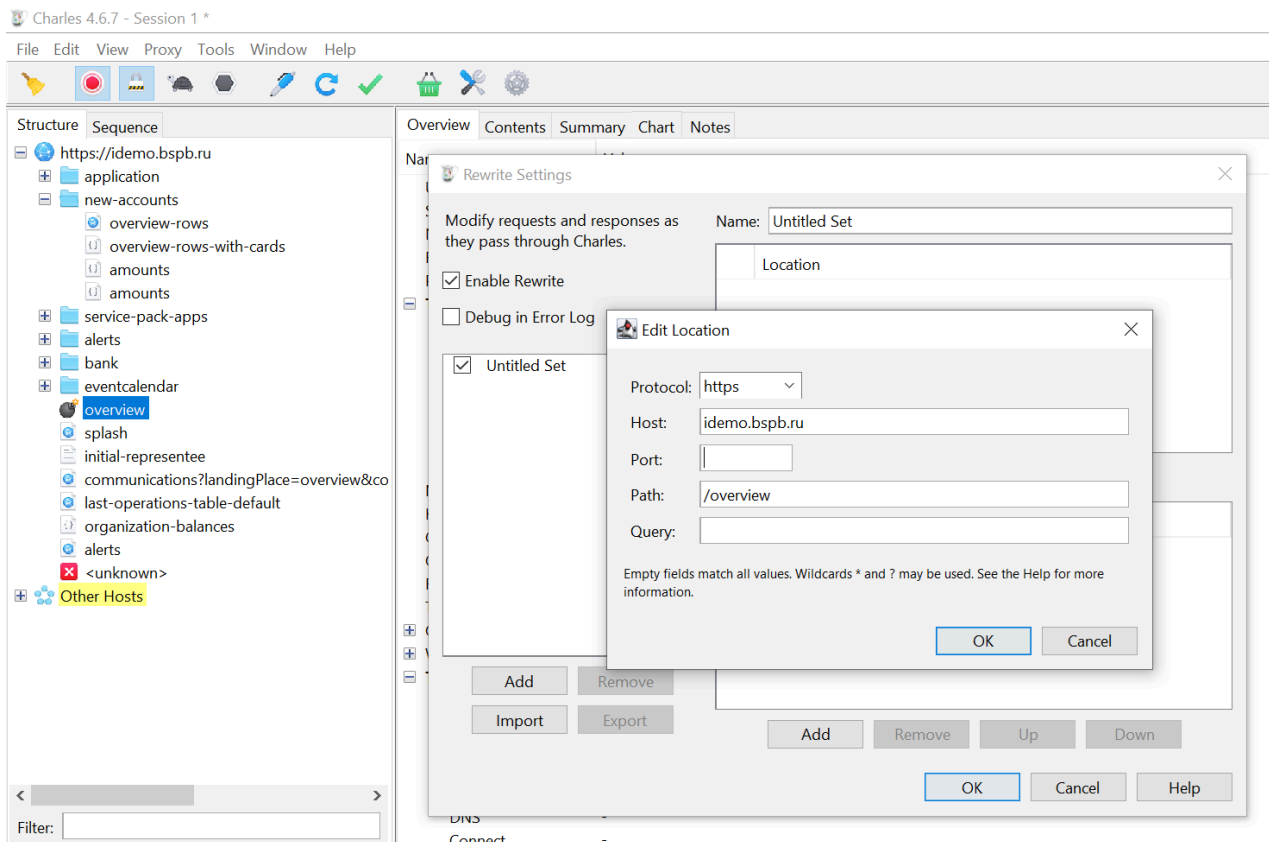 Charles 4.6.7 - Session 1 *
File Edit View Proxy Tools Window Help
Structure Sequence
https://idemo.bspb.ru
application
new-accounts
overview-rows
overview-rows-with-cards
amounts
amounts
service-pack-apps
alerts
bank
eventcalendar
overview
splash
initial-representee
communications?landingPlace=overview&co
last-operations-table-default
organization-balances
alerts
<unknown>
Other Hosts
Filter:
Overview Contents Summary Chart Notes
Rewrite Settings
Modify requests and responses as
they pass through Charles.
Enable Rewrite
Debug in Error Log
Untitled Set
Add Remove
Import Export
Name: Untitled Set
Location
Edit Location
Protocol: https
Host: idemo.bspb.ru
Port:
Path: /overview
Query:
Empty fields match all values. Wildcards * and ? may be used. See the Help for more
information.
OK Cancel
Add Remove Up Down
OK Cancel Help
DNS -
Connect -